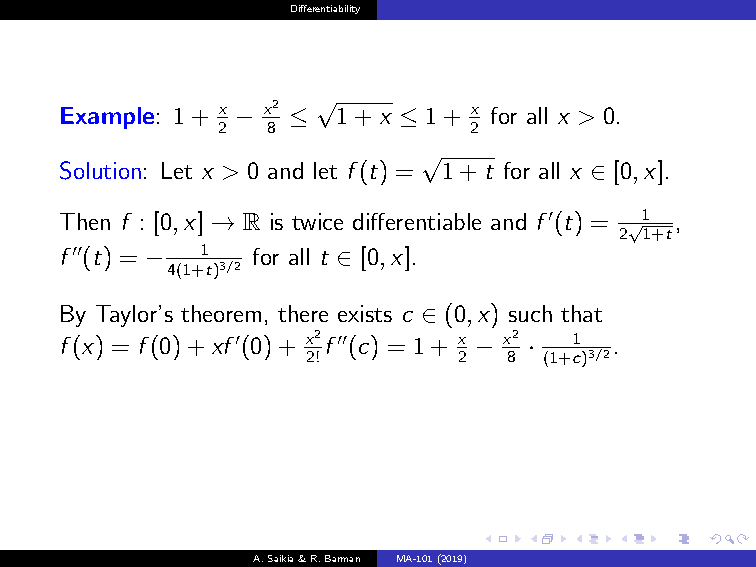 Differentiability
Example: 1 + x/2 − x²/8 ≤ √(1 + x) ≤ 1 + x/2 for all x > 0.
Solution: Let x > 0 and let f(t) = √(1 + t) for all x ∈ [0, x].
Then f : [0, x] → ℝ is twice differentiable and f′(t) = 1/(2√(1+t)),
f″(t) = − 1/(4(1+t)^{3/2}) for all t ∈ [0, x].
By Taylor's theorem, there exists c ∈ (0, x) such that
f(x) = f(0) + xf′(0) + x²/2! f″(c) = 1 + x/2 − x²/8 · 1/(1+c)^{3/2}.
A. Saikia & R. Barman MA-101 (2019)